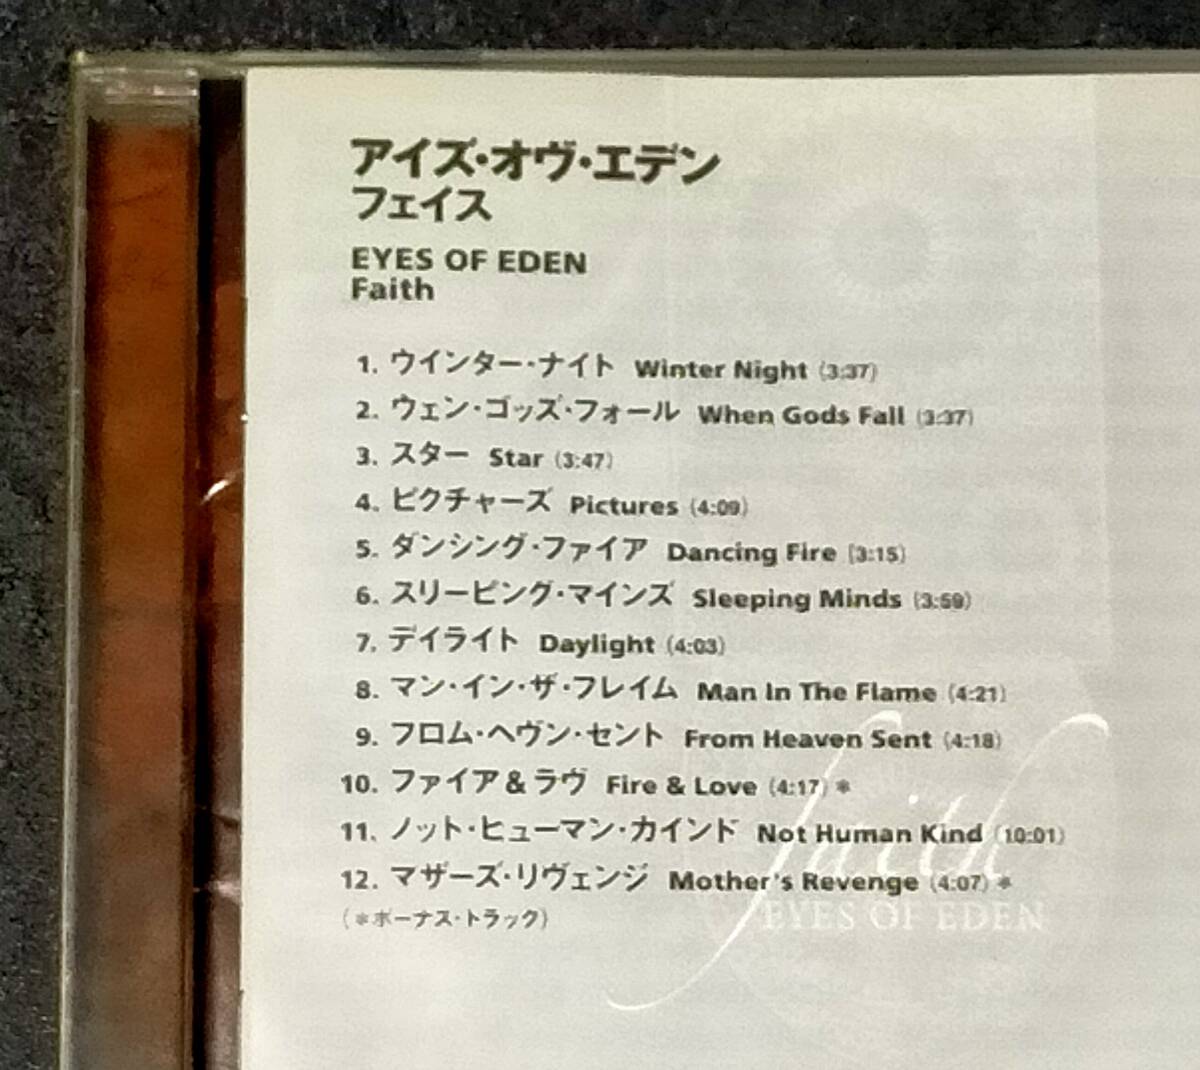 アイズ・オヴ・エデン
フェイス
EYES OF EDEN
Faith
1. ウインター・ナイト Winter Night (3:37)
2. ウェン・ゴッズ・フォール When Gods Fall (3:37)
3. スター Star (3:47)
4. ピクチャーズ Pictures (4:09)
5. ダンシング・ファイア Dancing Fire (3:15)
6. スリーピング・マインズ Sleeping Minds (3:59)
7. デイライト Daylight (4:03)
8. マン・イン・ザ・フレイム Man In The Flame (4:21)
9. フロム・ヘヴン・セント From Heaven Sent (4:18)
10. ファイア & ラヴ Fire & Love (4:17) *
11. ノット・ヒューマン・カインド Not Human Kind (10:01)
12. マザーズ・リヴェンジ Mother's Revenge (4:07) *
(*ボーナス・トラック)
faith
EYES OF EDEN